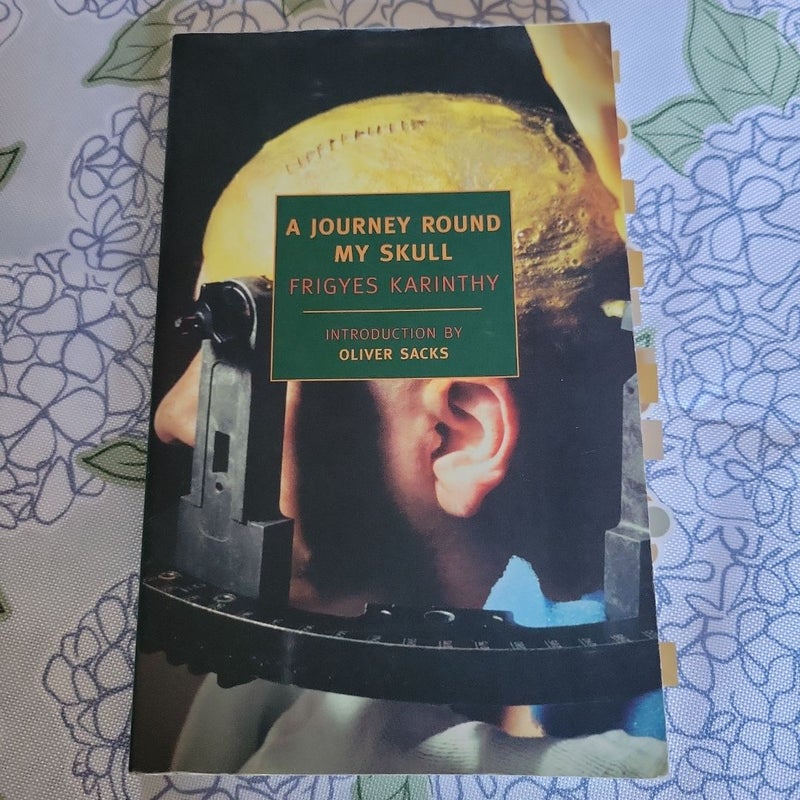 A JOURNEY ROUND
MY SKULL
FRIGYES KARINTHY
INTRODUCTION BY
OLIVER SACKS